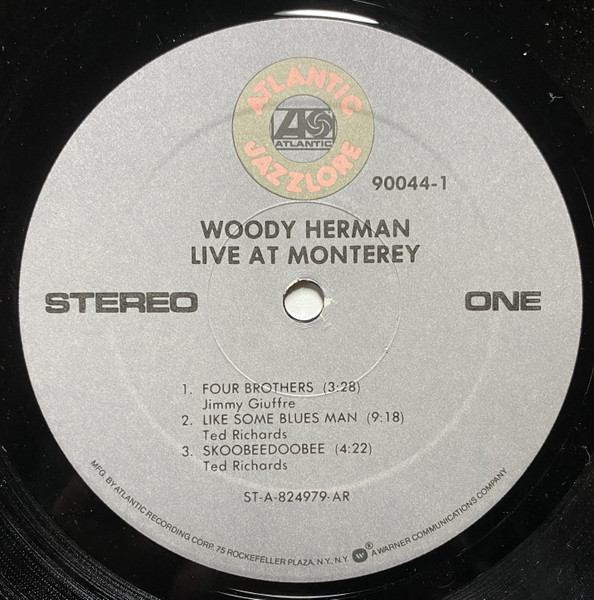 ATLANTIC
ATLANTIC
JAZZLORE
90044-1
WOODY HERMAN
LIVE AT MONTEREY
STEREO
ONE
1. FOUR BROTHERS (3:28)
Jimmy Giuffre
2. LIKE SOME BLUES MAN (9:18)
Ted Richards
3. SKOOBEEDOOBEE (4:22)
Ted Richards
ST-A-824979-AR
MFG. BY ATLANTIC RECORDING CORP. 75 ROCKEFELLER PLAZA, N.Y., N.Y. ® A WARNER COMMUNICATIONS COMPANY